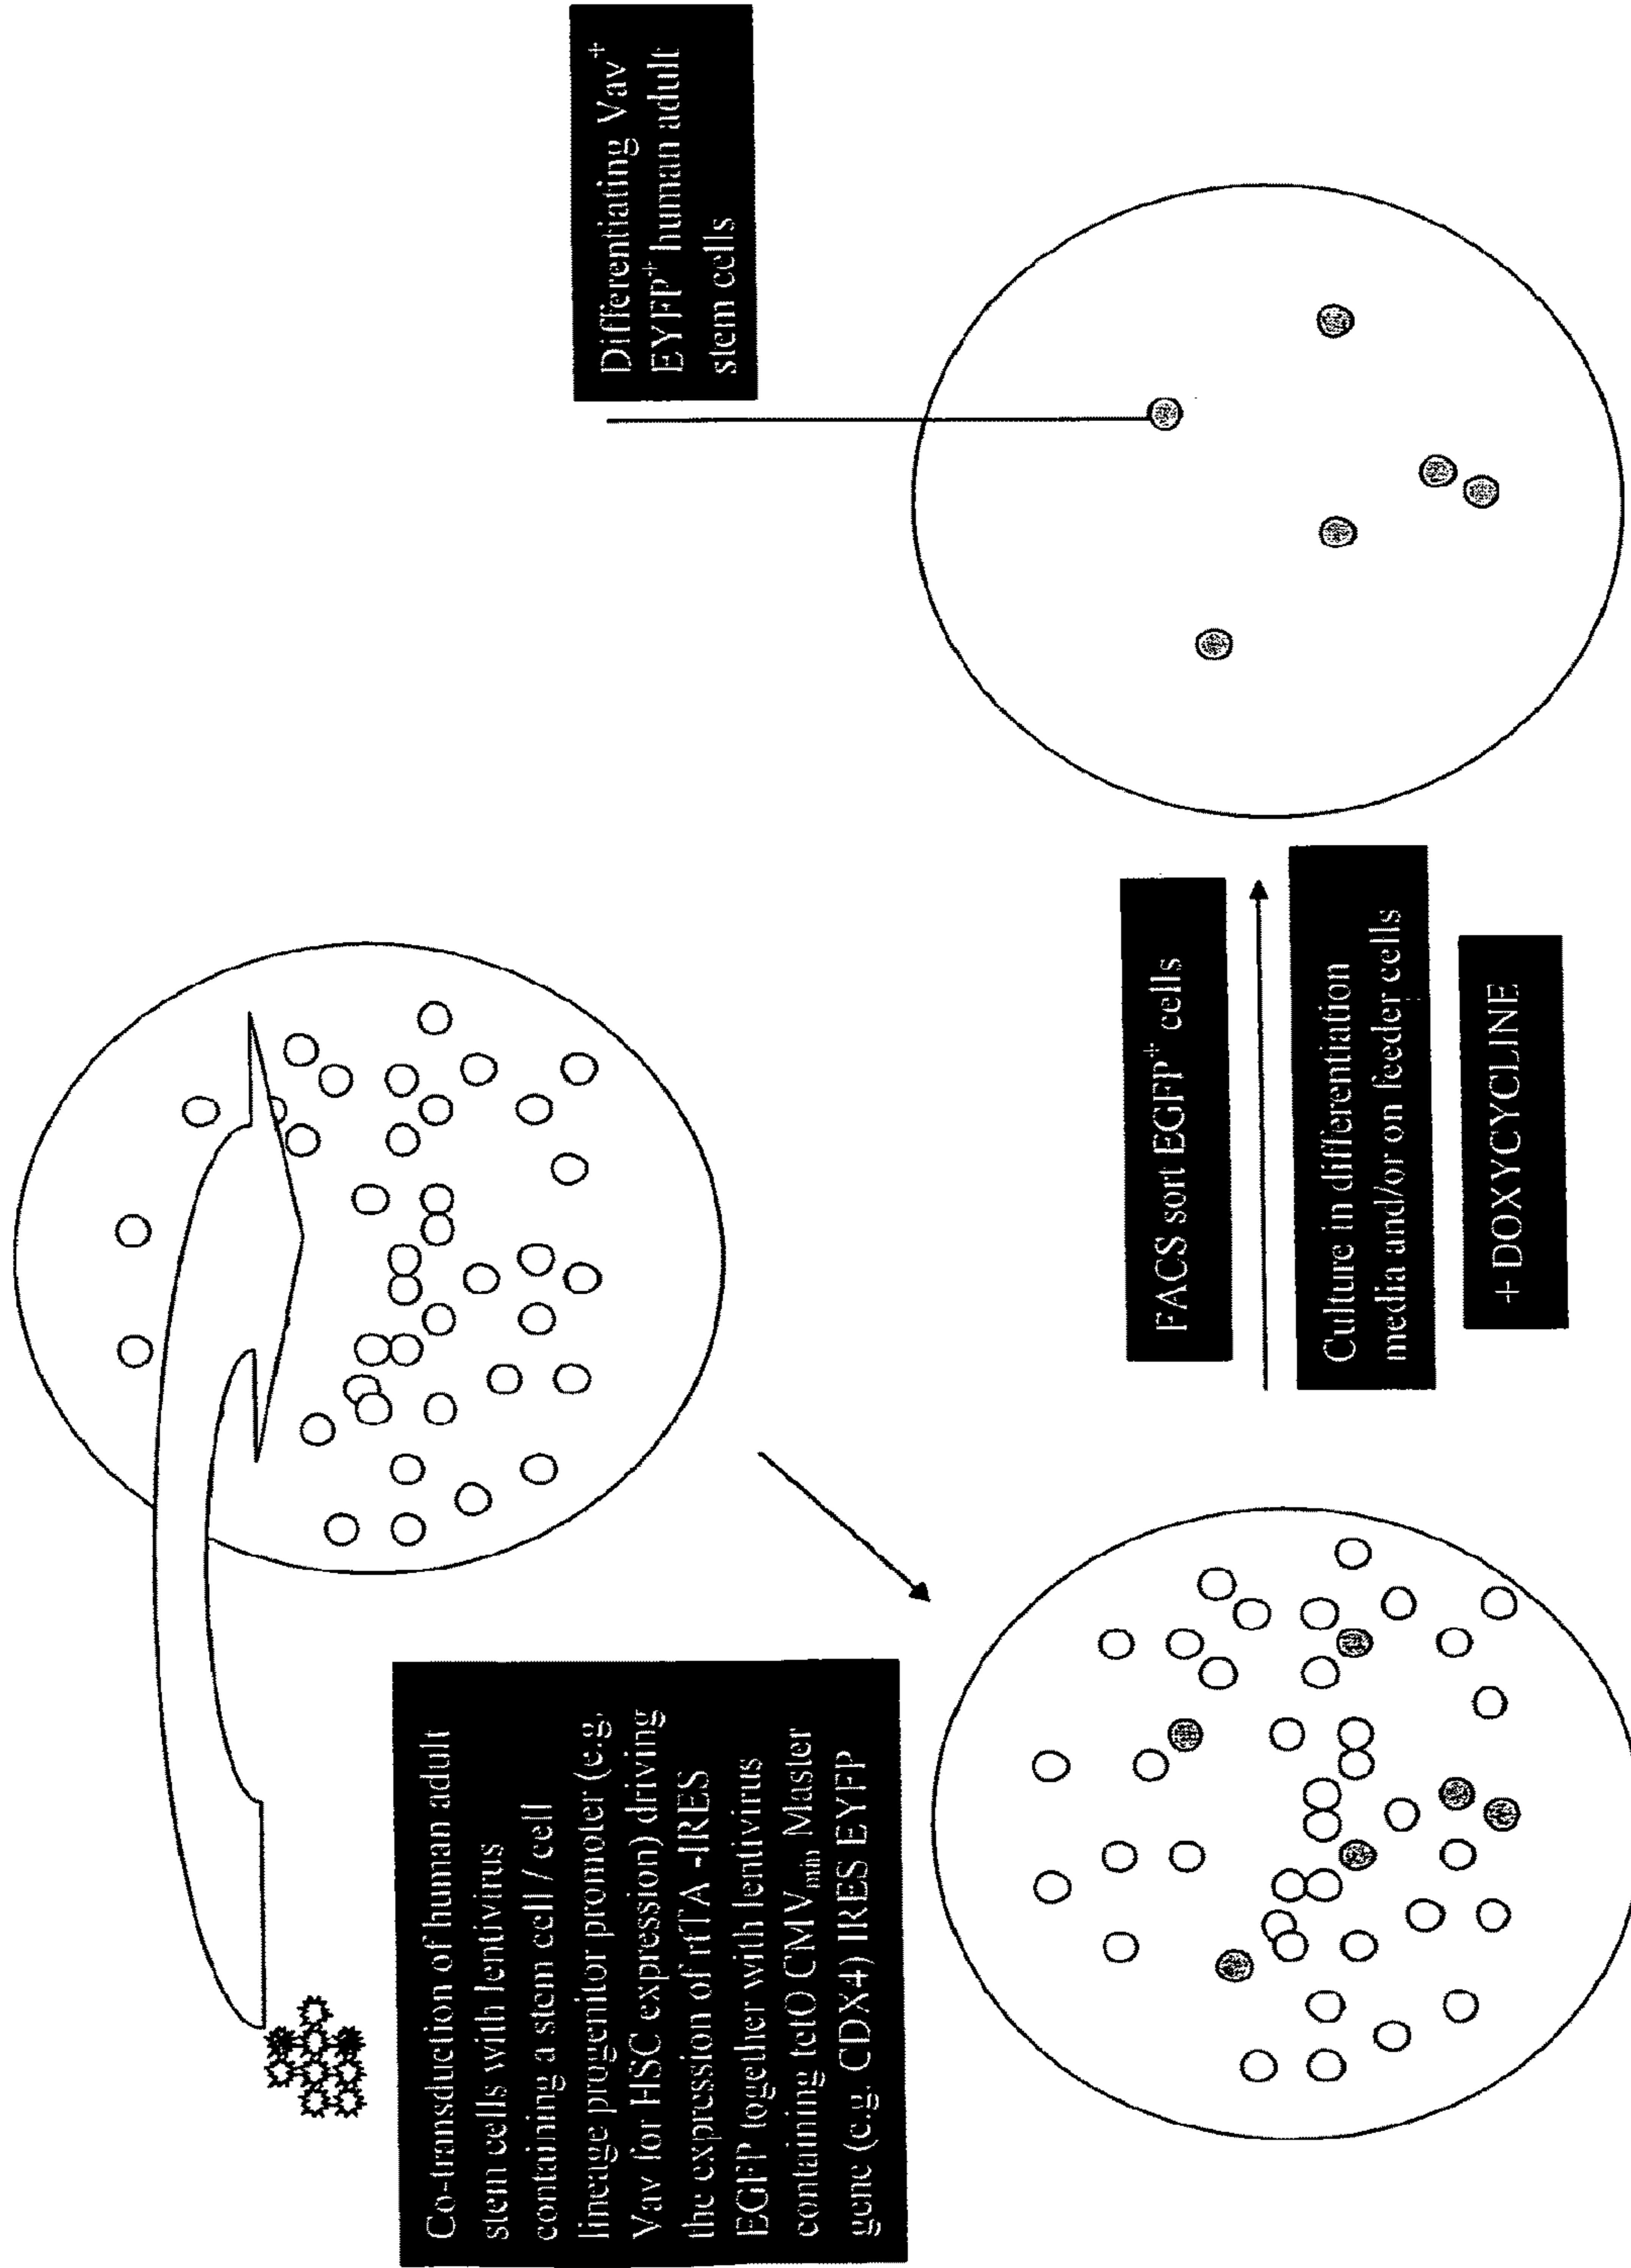 Co-transduction of human adult
stem cells with lentivirus
containing a stem cell / cell
lineage progenitor promoter (e.g.
Vav for HSC expression) driving
the expression of rtTA -IRES
EGFP together with lentivirus
containing tetO CMVmin Master
gene (e.g. CDX4) IRES EYFP
FACS sort EGFP+ cells
Culture in differentiation
media and/or on feeder cells
+ DOXYCYCLINE
Differentiating Vav+
EYFP+ human adult
stem cells